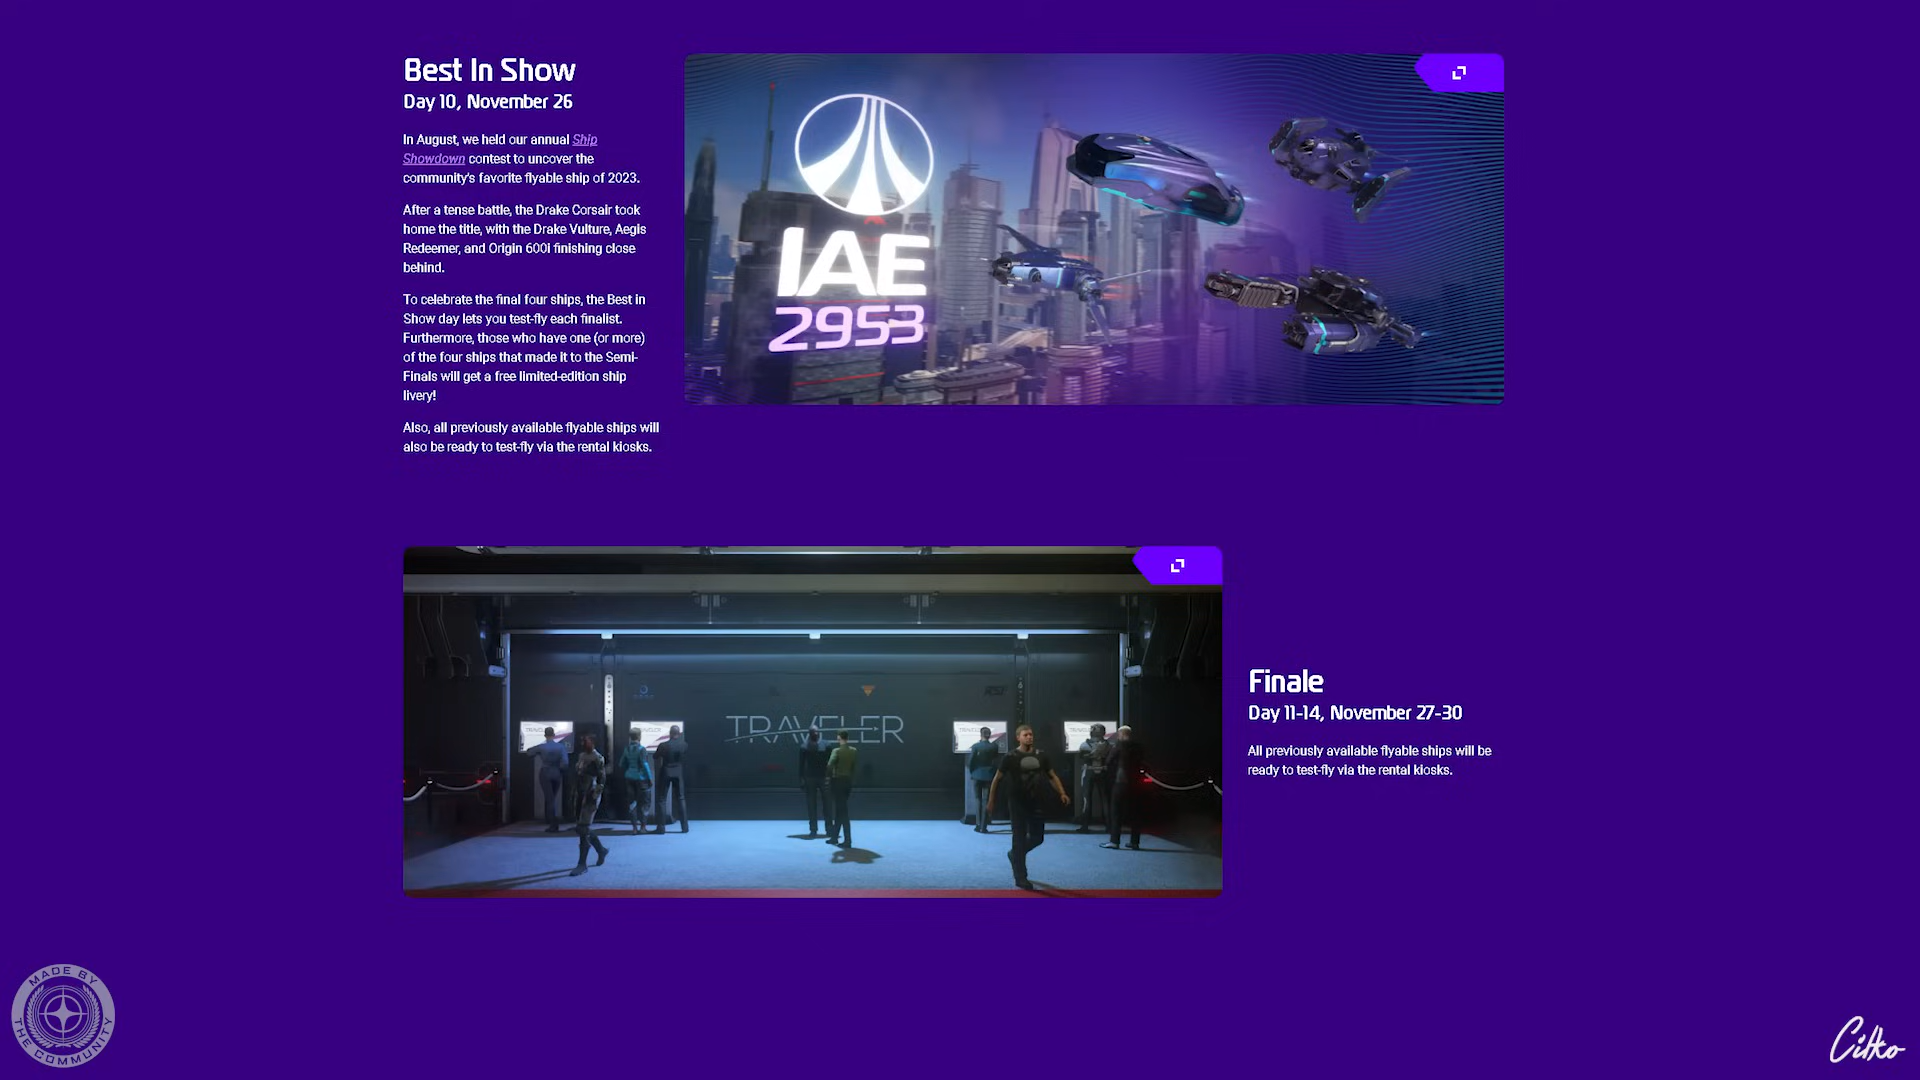 Best In Show
Day 10, November 26
In August, we held our annual Ship
Showdown contest to uncover the
community's favorite flyable ship of 2023.
After a tense battle, the Drake Corsair took
home the title, with the Drake Vulture, Aegis
Redeemer, and Origin 600i finishing close
behind.
To celebrate the final four ships, the Best in
Show day lets you test-fly each finalist.
Furthermore, those who have one (or more)
of the four ships that made it to the Semi-
Finals will get a free limited-edition ship
livery!
Also, all previously available flyable ships will
also be ready to test-fly via the rental kiosks.
IAE
2953
TRAVELER
Finale
Day 11-14, November 27-30
All previously available flyable ships will be
ready to test-fly via the rental kiosks.
MADE BY
THE COMMUNITY